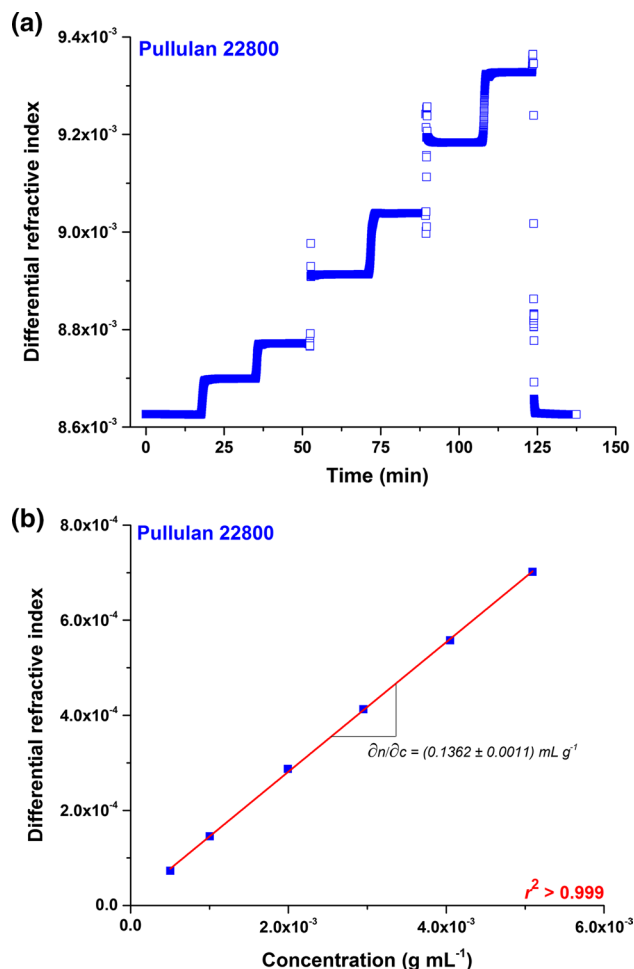 (a)
Pullulan 22800
Differential refractive index
9.4x10⁻³
9.2x10⁻³
9.0x10⁻³
8.8x10⁻³
8.6x10⁻³
0 25 50 75 100 125 150
Time (min)
(b)
Pullulan 22800
Differential refractive index
8.0x10⁻⁴
6.0x10⁻⁴
4.0x10⁻⁴
2.0x10⁻⁴
0.0
∂n/∂c = (0.1362 ± 0.0011) mL g⁻¹
r² > 0.999
0.0 2.0x10⁻³ 4.0x10⁻³ 6.0x10⁻³
Concentration (g mL⁻¹)